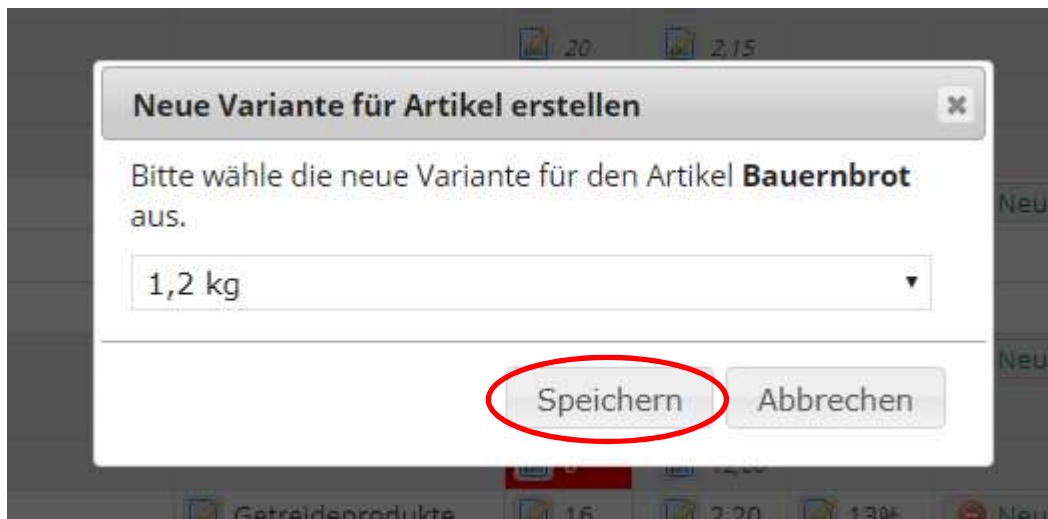 20 2,15
Neue Variante für Artikel erstellen
Bitte wähle die neue Variante für den Artikel Bauernbrot
aus.
Neu
1,2 kg
Neu
Speichern Abbrechen
Getreideprodukte 16 2,20 13% Neu